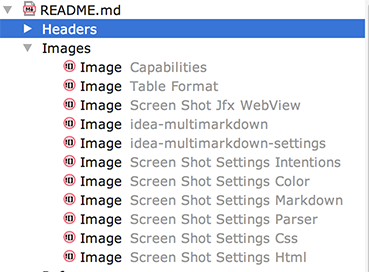 README.md
Headers
Images
Image Capabilities
Image Table Format
Image Screen Shot Jfx WebView
Image idea-multimarkdown
Image idea-multimarkdown-settings
Image Screen Shot Settings Intentions
Image Screen Shot Settings Color
Image Screen Shot Settings Markdown
Image Screen Shot Settings Parser
Image Screen Shot Settings Css
Image Screen Shot Settings Html